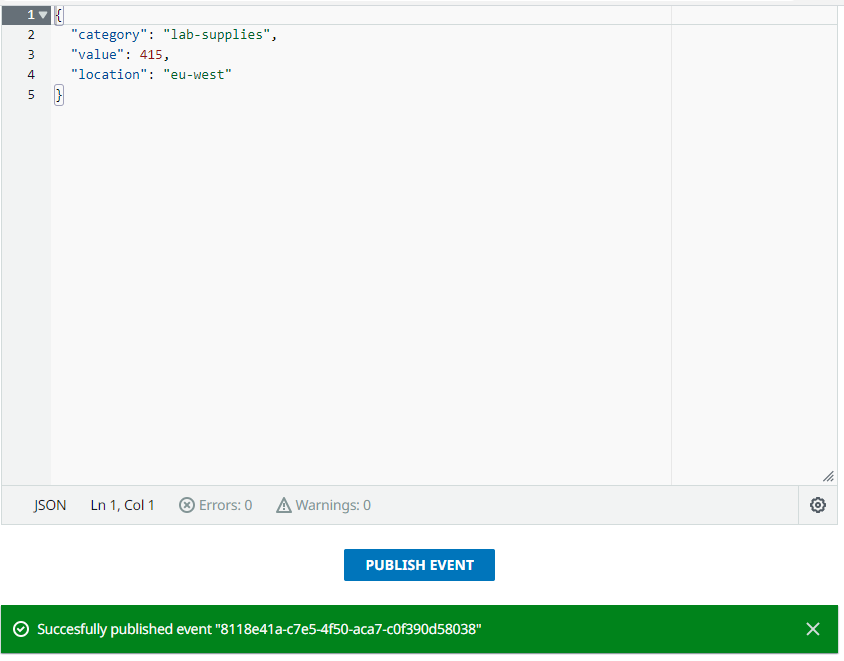 1 {
2 "category": "lab-supplies",
3 "value": 415,
4 "location": "eu-west"
5 }
JSON Ln 1, Col 1 Errors: 0 Warnings: 0
PUBLISH EVENT
Succesfully published event "8118e41a-c7e5-4f50-aca7-c0f390d58038"